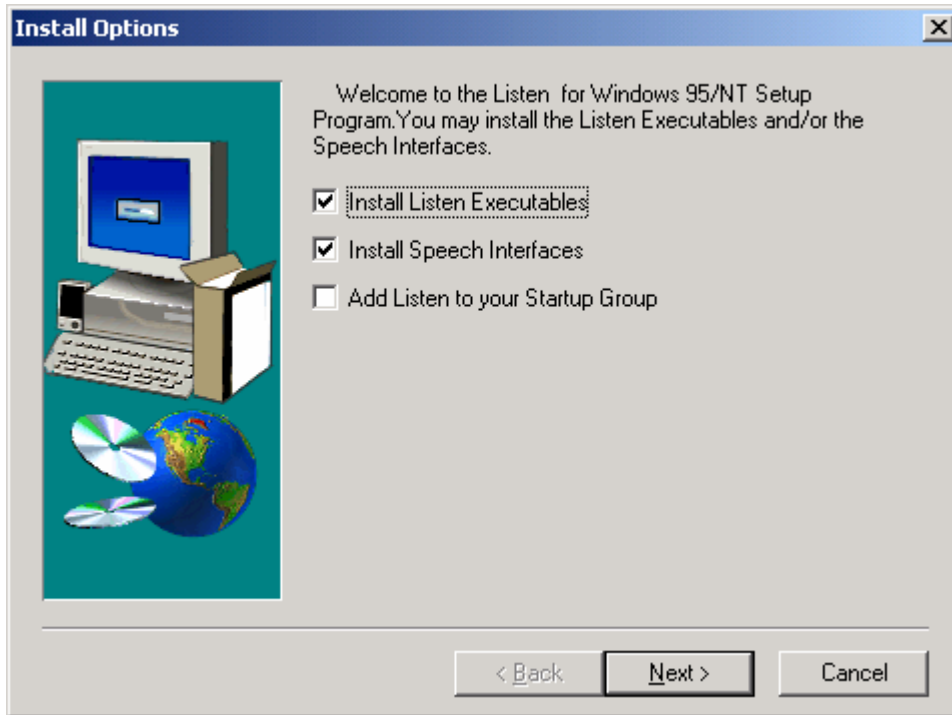 Install Options
Welcome to the Listen  for Windows 95/NT Setup
Program.You may install the Listen Executables and/or the
Speech Interfaces.
Install Listen Executables
Install Speech Interfaces
Add Listen to your Startup Group
< Back
Next >
Cancel